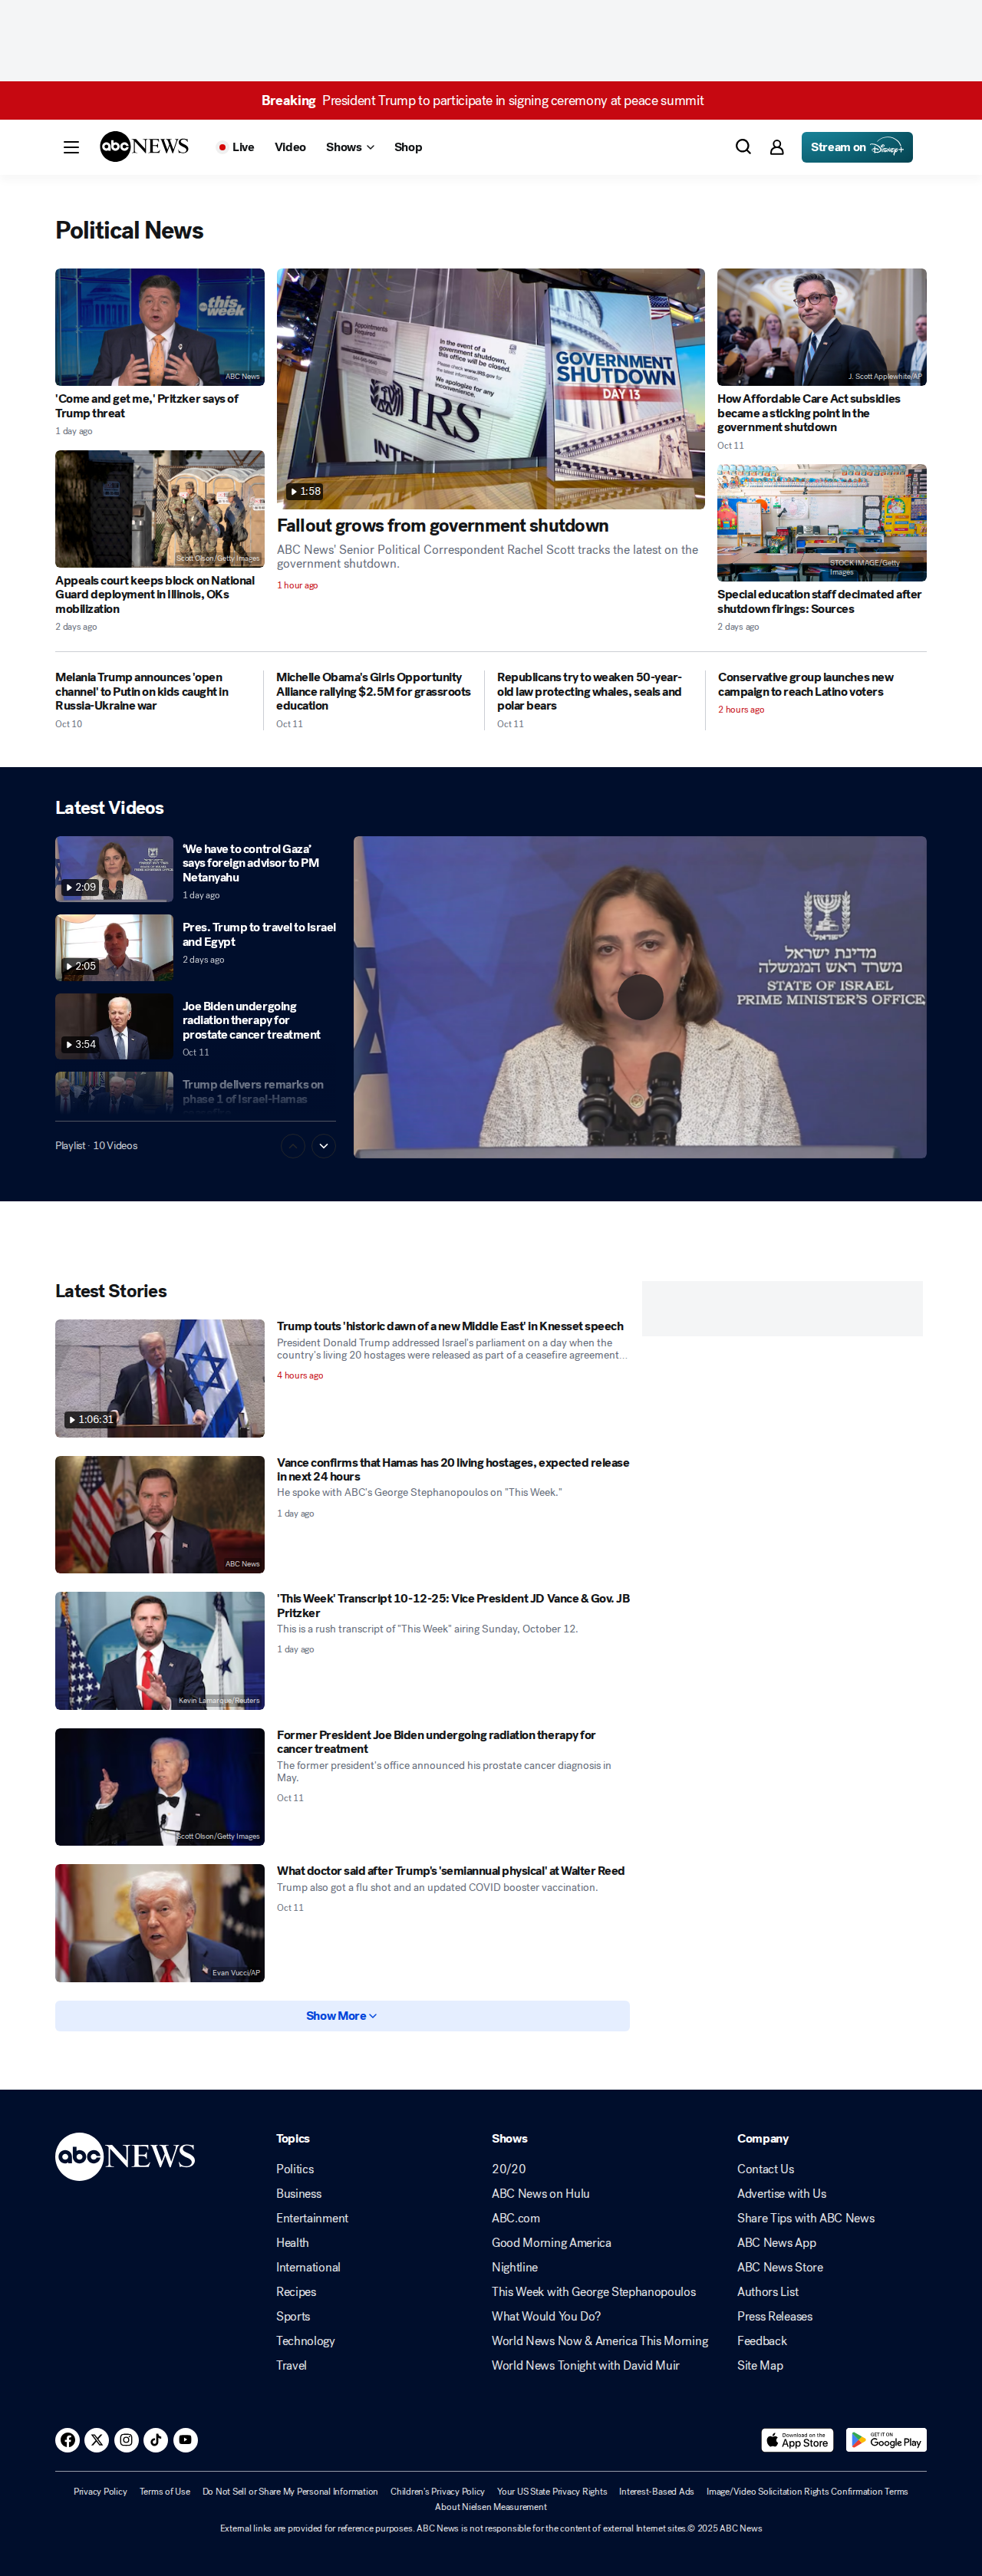 Breaking President Trump to participate in signing ceremony at peace summit
abc NEWS
Live
Video
Shows
Shop
Stream on Disney+
Political News
this week
ABC News
'Come and get me,' Pritzker says of
Trump threat
1 day ago
Scott Olson/Getty Images
Appeals court keeps block on National
Guard deployment in Illinois, OKs
mobilization
2 days ago
Appointments
Required
In the event of a
government shutdown,
this office
We apologize for any
inconvenience.
IRS
GOVERNMENT
SHUTDOWN
DAY 13
1:58
Fallout grows from government shutdown
ABC News' Senior Political Correspondent Rachel Scott tracks the latest on the
government shutdown.
1 hour ago
J. Scott Applewhite/AP
How Affordable Care Act subsidies
became a sticking point in the
government shutdown
Oct 11
STOCK IMAGE/Getty
Images
Special education staff decimated after
shutdown firings: Sources
2 days ago
Melania Trump announces 'open
channel' to Putin on kids caught in
Russia-Ukraine war
Oct 10
Michelle Obama's Girls Opportunity
Alliance rallying $2.5M for grassroots
education
Oct 11
Republicans try to weaken 50-year-
old law protecting whales, seals and
polar bears
Oct 11
Conservative group launches new
campaign to reach Latino voters
2 hours ago
Latest Videos
2:09
‘We have to control Gaza’
says foreign advisor to PM
Netanyahu
1 day ago
2:05
Pres. Trump to travel to Israel
and Egypt
2 days ago
3:54
Joe Biden undergoing
radiation therapy for
prostate cancer treatment
Oct 11
Trump delivers remarks on
phase 1 of Israel-Hamas
Playlist · 10 Videos
מדינת ישראל
משרד ראש הממשלה
STATE OF ISRAEL
PRIME MINISTER'S OFFICE
Latest Stories
1:06:31
Trump touts 'historic dawn of a new Middle East' in Knesset speech
President Donald Trump addressed Israel's parliament on a day when the
country's living 20 hostages were released as part of a ceasefire agreement...
4 hours ago
ABC News
Vance confirms that Hamas has 20 living hostages, expected release
in next 24 hours
He spoke with ABC's George Stephanopoulos on "This Week."
1 day ago
Kevin Lamarque/Reuters
'This Week' Transcript 10-12-25: Vice President JD Vance & Gov. JB
Pritzker
This is a rush transcript of "This Week" airing Sunday, October 12.
1 day ago
Scott Olson/Getty Images
Former President Joe Biden undergoing radiation therapy for
cancer treatment
The former president's office announced his prostate cancer diagnosis in
May.
Oct 11
Evan Vucci/AP
What doctor said after Trump's 'semiannual physical' at Walter Reed
Trump also got a flu shot and an updated COVID booster vaccination.
Oct 11
Show More
abc NEWS
Topics
Politics
Business
Entertainment
Health
International
Recipes
Sports
Technology
Travel
Shows
20/20
ABC News on Hulu
ABC.com
Good Morning America
Nightline
This Week with George Stephanopoulos
What Would You Do?
World News Now & America This Morning
World News Tonight with David Muir
Company
Contact Us
Advertise with Us
Share Tips with ABC News
ABC News App
ABC News Store
Authors List
Press Releases
Feedback
Site Map
Download on the
App Store
GET IT ON
Google Play
Privacy Policy Terms of Use Do Not Sell or Share My Personal Information Children's Privacy Policy Your US State Privacy Rights Interest-Based Ads Image/Video Solicitation Rights Confirmation Terms
About Nielsen Measurement
External links are provided for reference purposes. ABC News is not responsible for the content of external Internet sites.© 2025 ABC News